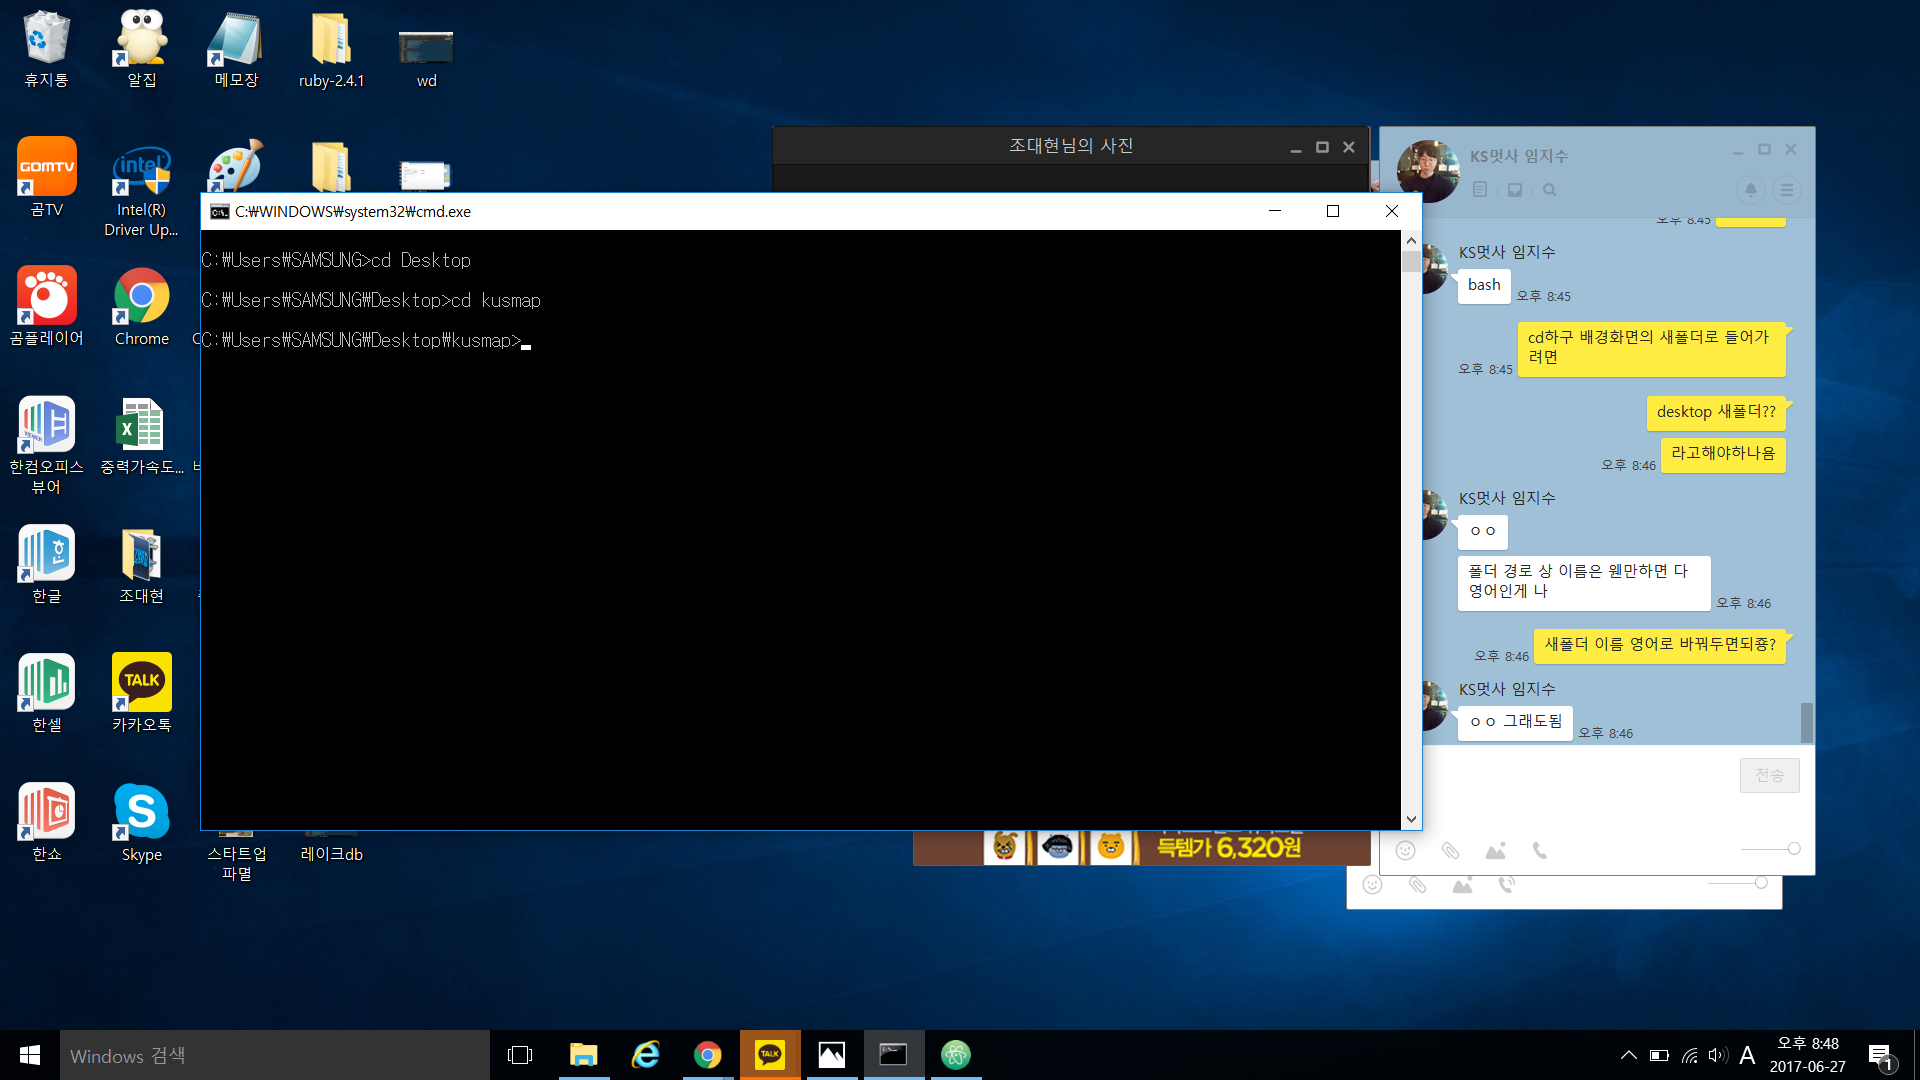 휴지통
알집
메모장
ruby-2.4.1
wd
GOMTV
곰TV
intel
Intel(R)
Driver Up...
곰플레이어
Chrome
한컴오피스
뷰어
VIEWER
중력가속도...
한글
조대현
한셀
TALK
카카오톡
한쇼
Skype
스타트업
파멸
레이크db
조대현님의 사진
C:\WINDOWS\system32\cmd.exe
C:\Users\SAMSUNG>cd Desktop
C:\Users\SAMSUNG\Desktop>cd kusmap
C:\Users\SAMSUNG\Desktop\kusmap>
득템가 6,320원
KS멋사 임지수
오후 8:45
KS멋사 임지수
bash
오후 8:45
cd하구 배경화면의 새폴더로 들어가
려면
오후 8:45
desktop 새폴더??
라고해야하나욤
오후 8:46
KS멋사 임지수
ㅇㅇ
폴더 경로 상 이름은 웬만하면 다
영어인게 나
오후 8:46
새폴더 이름 영어로 바꿔두면되죵?
오후 8:46
KS멋사 임지수
ㅇㅇ 그래도됨
오후 8:46
전송
Windows 검색
TALK
A
오후 8:48
2017-06-27
1